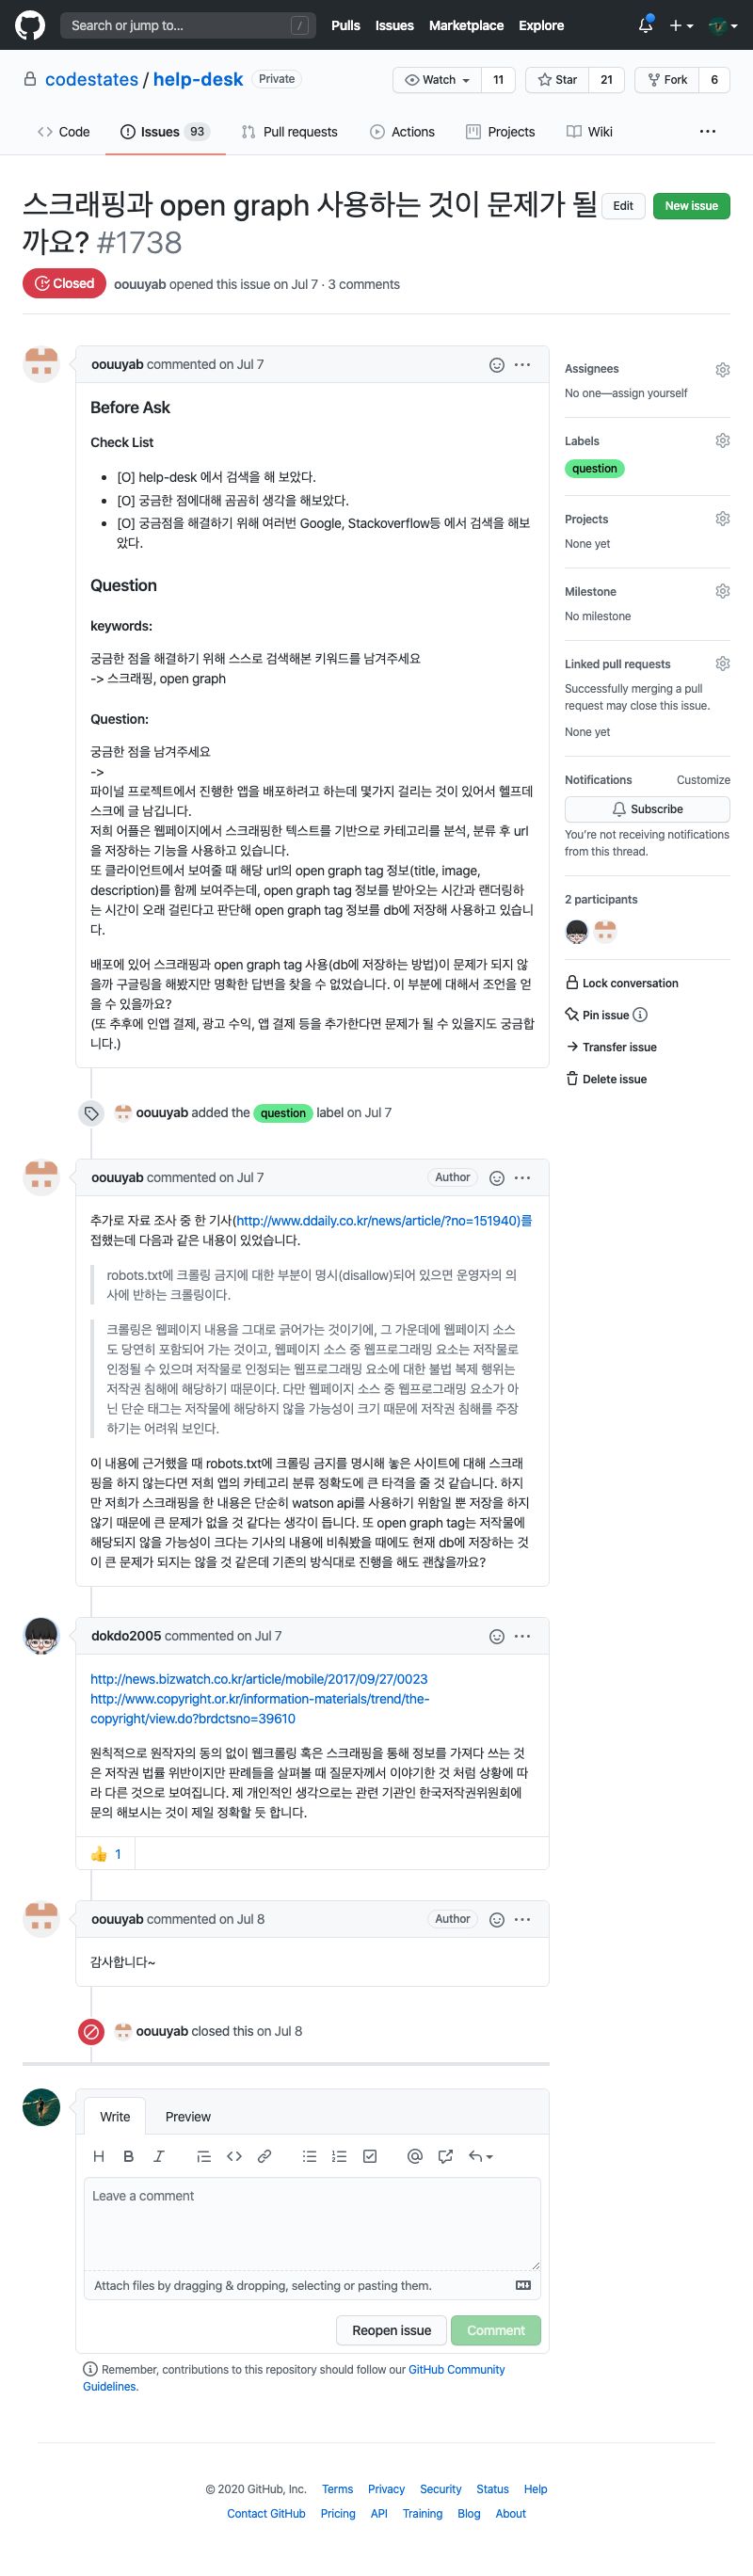 Search or jump to...
/
Pulls
Issues
Marketplace
Explore
codestates / help-desk
Private
Watch
11
Star
21
Fork
6
Code
Issues 93
Pull requests
Actions
Projects
Wiki
스크래핑과 open graph 사용하는 것이 문제가 될
까요? #1738
Edit
New issue
Closed
oouuyab opened this issue on Jul 7 · 3 comments
oouuyab commented on Jul 7
Before Ask
Check List
[O] help-desk 에서 검색을 해 보았다.
[O] 궁금한 점에대해 곰곰히 생각을 해보았다.
[O] 궁금점을 해결하기 위해 여러번 Google, Stackoverflow등 에서 검색을 해보
았다.
Question
keywords:
궁금한 점을 해결하기 위해 스스로 검색해본 키워드를 남겨주세요
-> 스크래핑, open graph
Question:
궁금한 점을 남겨주세요
->
파이널 프로젝트에서 진행한 앱을 배포하려고 하는데 몇가지 걸리는 것이 있어서 헬프데
스크에 글 남깁니다.
저희 어플은 웹페이지에서 스크래핑한 텍스트를 기반으로 카테고리를 분석, 분류 후 url
을 저장하는 기능을 사용하고 있습니다.
또 클라이언트에서 보여줄 때 해당 url의 open graph tag 정보(title, image,
description)를 함께 보여주는데, open graph tag 정보를 받아오는 시간과 랜더링하
는 시간이 오래 걸린다고 판단해 open graph tag 정보를 db에 저장해 사용하고 있습니
다.
배포에 있어 스크래핑과 open graph tag 사용(db에 저장하는 방법)이 문제가 되지 않
을까 구글링을 해봤지만 명확한 답변을 찾을 수 없었습니다. 이 부분에 대해서 조언을 얻
을 수 있을까요?
(또 추후에 인앱 결제, 광고 수익, 앱 결제 등을 추가한다면 문제가 될 수 있을지도 궁금합
니다.)
Assignees
No one—assign yourself
Labels
question
Projects
None yet
Milestone
No milestone
Linked pull requests
Successfully merging a pull
request may close this issue.
None yet
Notifications
Customize
Subscribe
You're not receiving notifications
from this thread.
2 participants
Lock conversation
Pin issue
Transfer issue
Delete issue
oouuyab added the question label on Jul 7
oouuyab commented on Jul 7
Author
추가로 자료 조사 중 한 기사(http://www.ddaily.co.kr/news/article/?no=151940)를
접했는데 다음과 같은 내용이 있었습니다.
robots.txt에 크롤링 금지에 대한 부분이 명시(disallow)되어 있으면 운영자의 의
사에 반하는 크롤링이다.
크롤링은 웹페이지 내용을 그대로 긁어가는 것이기에, 그 가운데에 웹페이지 소스
도 당연히 포함되어 가는 것이고, 웹페이지 소스 중 웹프로그래밍 요소는 저작물로
인정될 수 있으며 저작물로 인정되는 웹프로그래밍 요소에 대한 불법 복제 행위는
저작권 침해에 해당하기 때문이다. 다만 웹페이지 소스 중 웹프로그래밍 요소가 아
닌 단순 태그는 저작물에 해당하지 않을 가능성이 크기 때문에 저작권 침해를 주장
하기는 어려워 보인다.
이 내용에 근거했을 때 robots.txt에 크롤링 금지를 명시해 놓은 사이트에 대해 스크래
핑을 하지 않는다면 저희 앱의 카테고리 분류 정확도에 큰 타격을 줄 것 같습니다. 하지
만 저희가 스크래핑을 한 내용은 단순히 watson api를 사용하기 위함일 뿐 저장을 하지
않기 때문에 큰 문제가 없을 것 같다는 생각이 듭니다. 또 open graph tag는 저작물에
해당되지 않을 가능성이 크다는 기사의 내용에 비춰봤을 때에도 현재 db에 저장하는 것
이 큰 문제가 되지는 않을 것 같은데 기존의 방식대로 진행을 해도 괜찮을까요?
dokdo2005 commented on Jul 7
http://news.bizwatch.co.kr/article/mobile/2017/09/27/0023
http://www.copyright.or.kr/information-materials/trend/the-
copyright/view.do?brdctsno=39610
원칙적으로 원작자의 동의 없이 웹크롤링 혹은 스크래핑을 통해 정보를 가져다 쓰는 것
은 저작권 법률 위반이지만 판례들을 살펴볼 때 질문자께서 이야기한 것 처럼 상황에 따
라 다른 것으로 보여집니다. 제 개인적인 생각으로는 관련 기관인 한국저작권위원회에
문의 해보시는 것이 제일 정확할 듯 합니다.
👍 1
oouuyab commented on Jul 8
Author
감사합니다~
oouuyab closed this on Jul 8
Write
Preview
Leave a comment
Attach files by dragging & dropping, selecting or pasting them.
Reopen issue
Comment
Remember, contributions to this repository should follow our GitHub Community
Guidelines.
© 2020 GitHub, Inc.
Terms
Privacy
Security
Status
Help
Contact GitHub
Pricing
API
Training
Blog
About